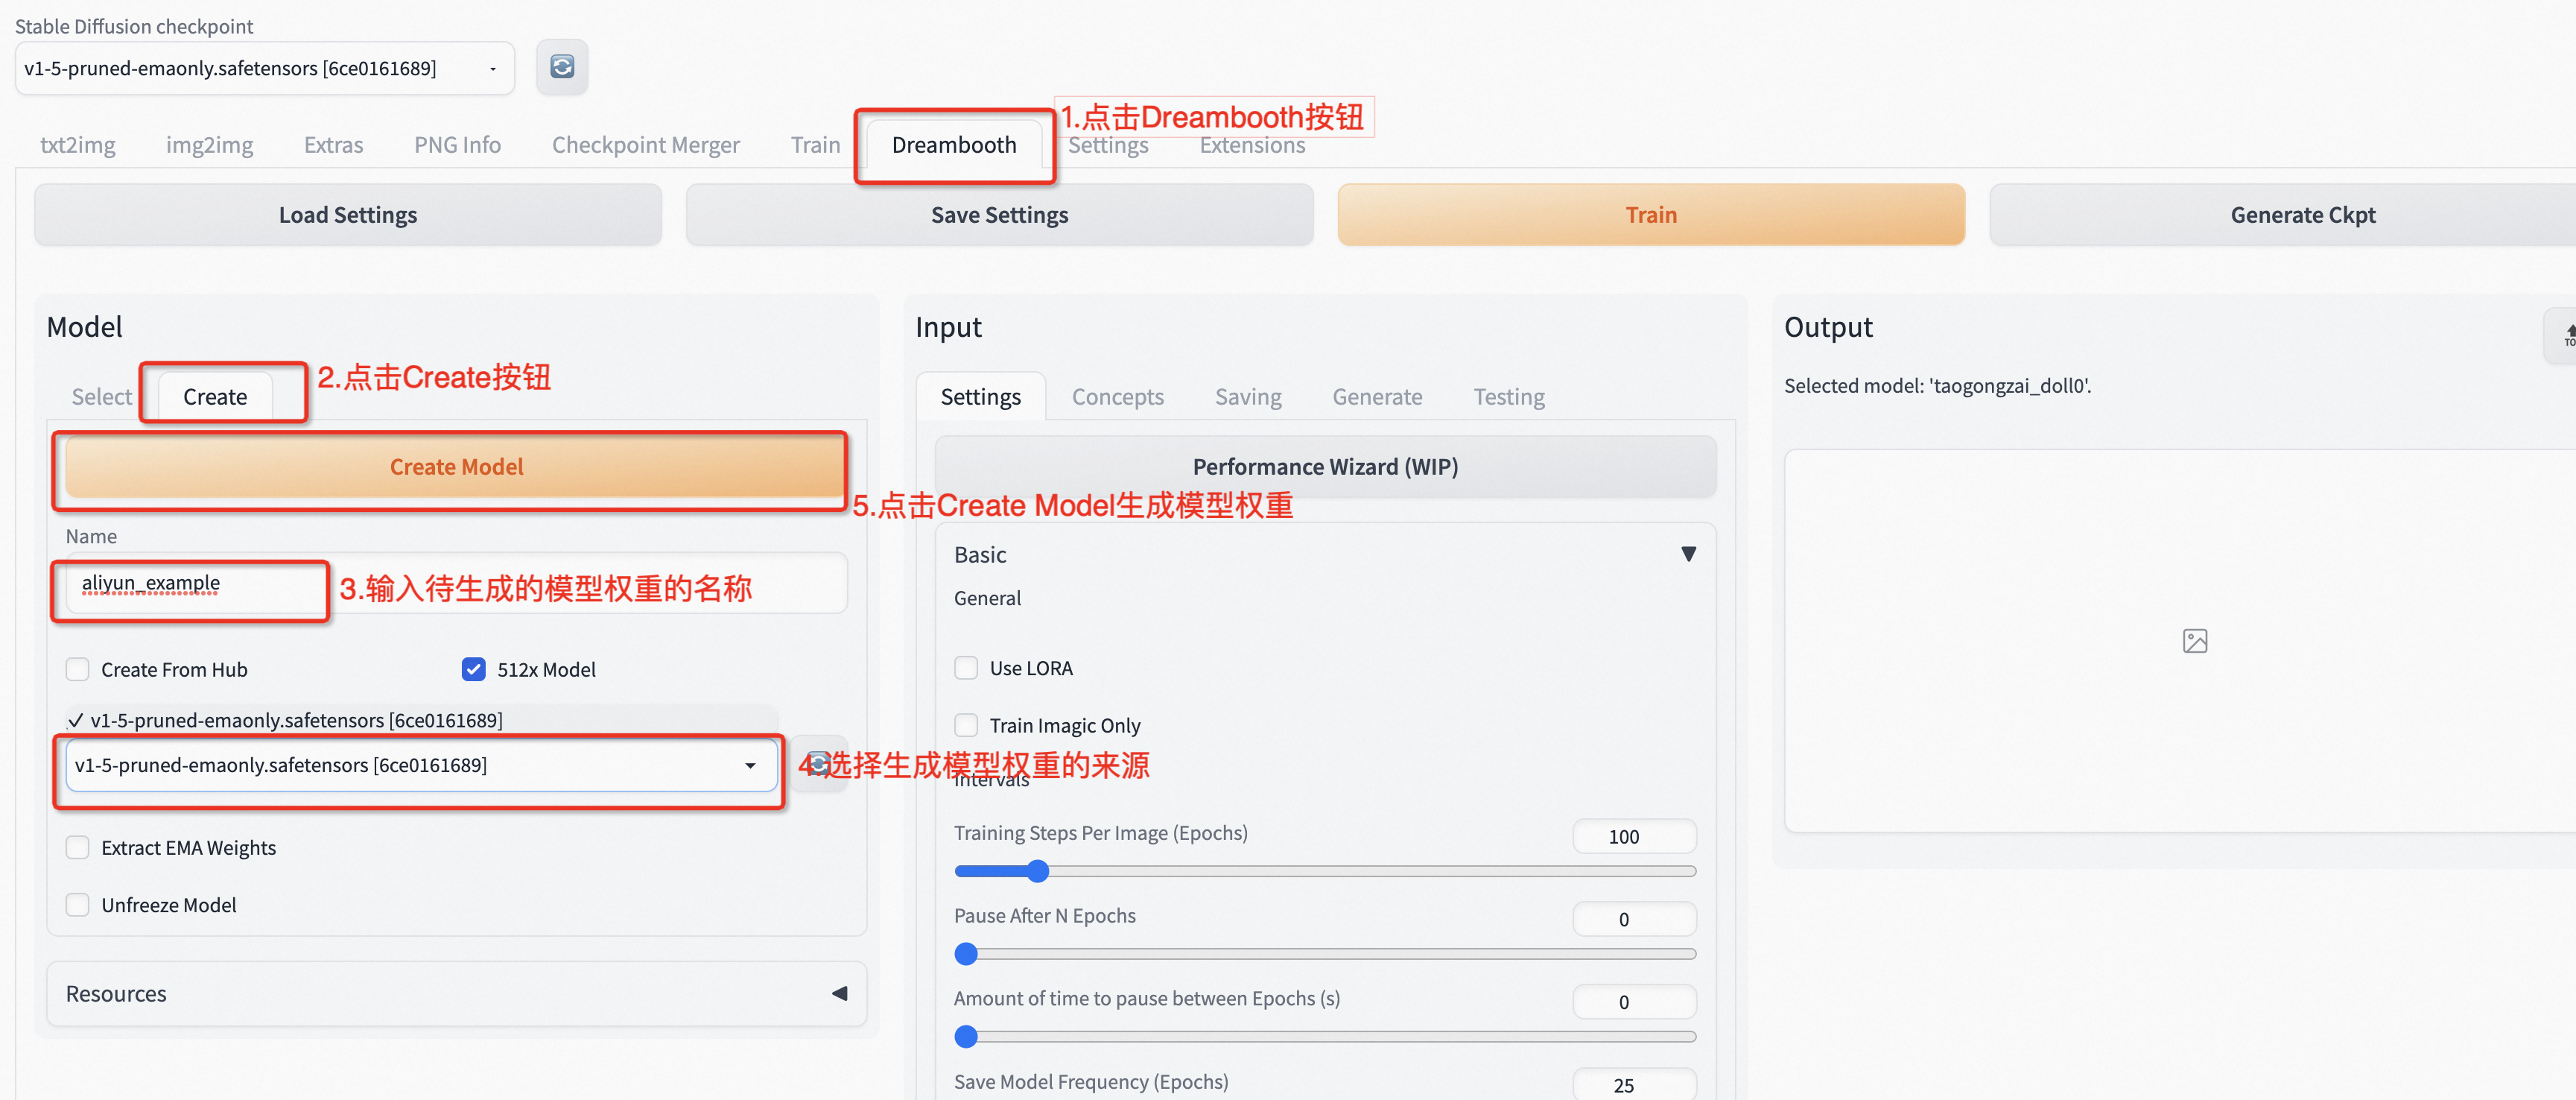 Stable Diffusion checkpoint
v1-5-pruned-emaonly.safetensors [6ce0161689]
1.点击Dreambooth按钮
txt2img img2img Extras PNG Info Checkpoint Merger Train Dreambooth Settings Extensions
Load Settings Save Settings Train Generate Ckpt
Model
2.点击Create按钮
Select Create
Create Model
5.点击Create Model生成模型权重
Name
aliyun_example
3.输入待生成的模型权重的名称
Create From Hub 512x Model
✓ v1-5-pruned-emaonly.safetensors [6ce0161689]
v1-5-pruned-emaonly.safetensors [6ce0161689]
4.选择生成模型权重的来源
Extract EMA Weights
Unfreeze Model
Resources
Input
Settings Concepts Saving Generate Testing
Performance Wizard (WIP)
Basic
General
Use LORA
Train Imagic Only
Intervals
Training Steps Per Image (Epochs) 100
Pause After N Epochs 0
Amount of time to pause between Epochs (s) 0
Save Model Frequency (Epochs) 25
Output
TO
Selected model: 'taogongzai_doll0'.